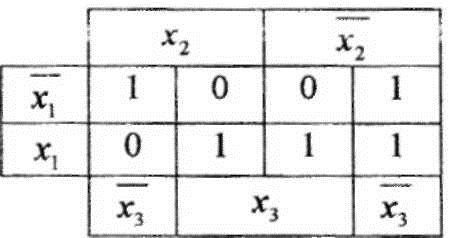 x₂ x̅₂
x̅₁ 1 0 0 1
x₁ 0 1 1 1
x̅₃ x₃ x̅₃